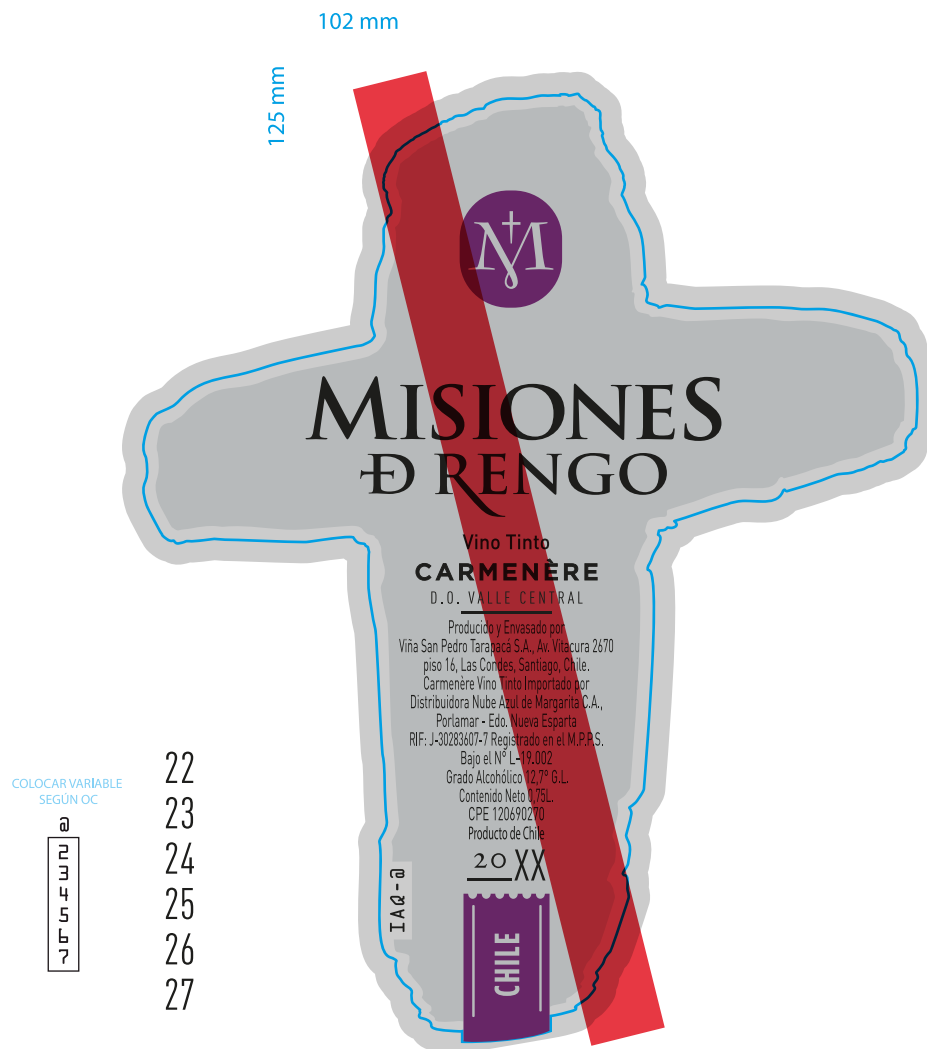 102 mm
125 mm
M
MISIONES
Đ RENGO
Vino Tinto
CARMENÈRE
D.O. VALLE CENTRAL
Producido y Envasado por
Viña San Pedro Tarapacá S.A., Av. Vitacura 2670
piso 16, Las Condes, Santiago, Chile.
Carmenère Vino Tinto Importado por
Distribuidora Nube Azul de Margarita C.A.,
Porlamar - Edo. Nueva Esparta
RIF: J-30283607-7 Registrado en el M.P.P.S.
Bajo el N° L-19.002
Grado Alcohólico 12,7° G.L.
Contenido Neto 0,75L.
CPE 120690270
Producto de Chile
20 XX
IAQ-a
CHILE
COLOCAR VARIABLE
SEGÚN OC
a
2
3
4
5
6
7
22
23
24
25
26
27